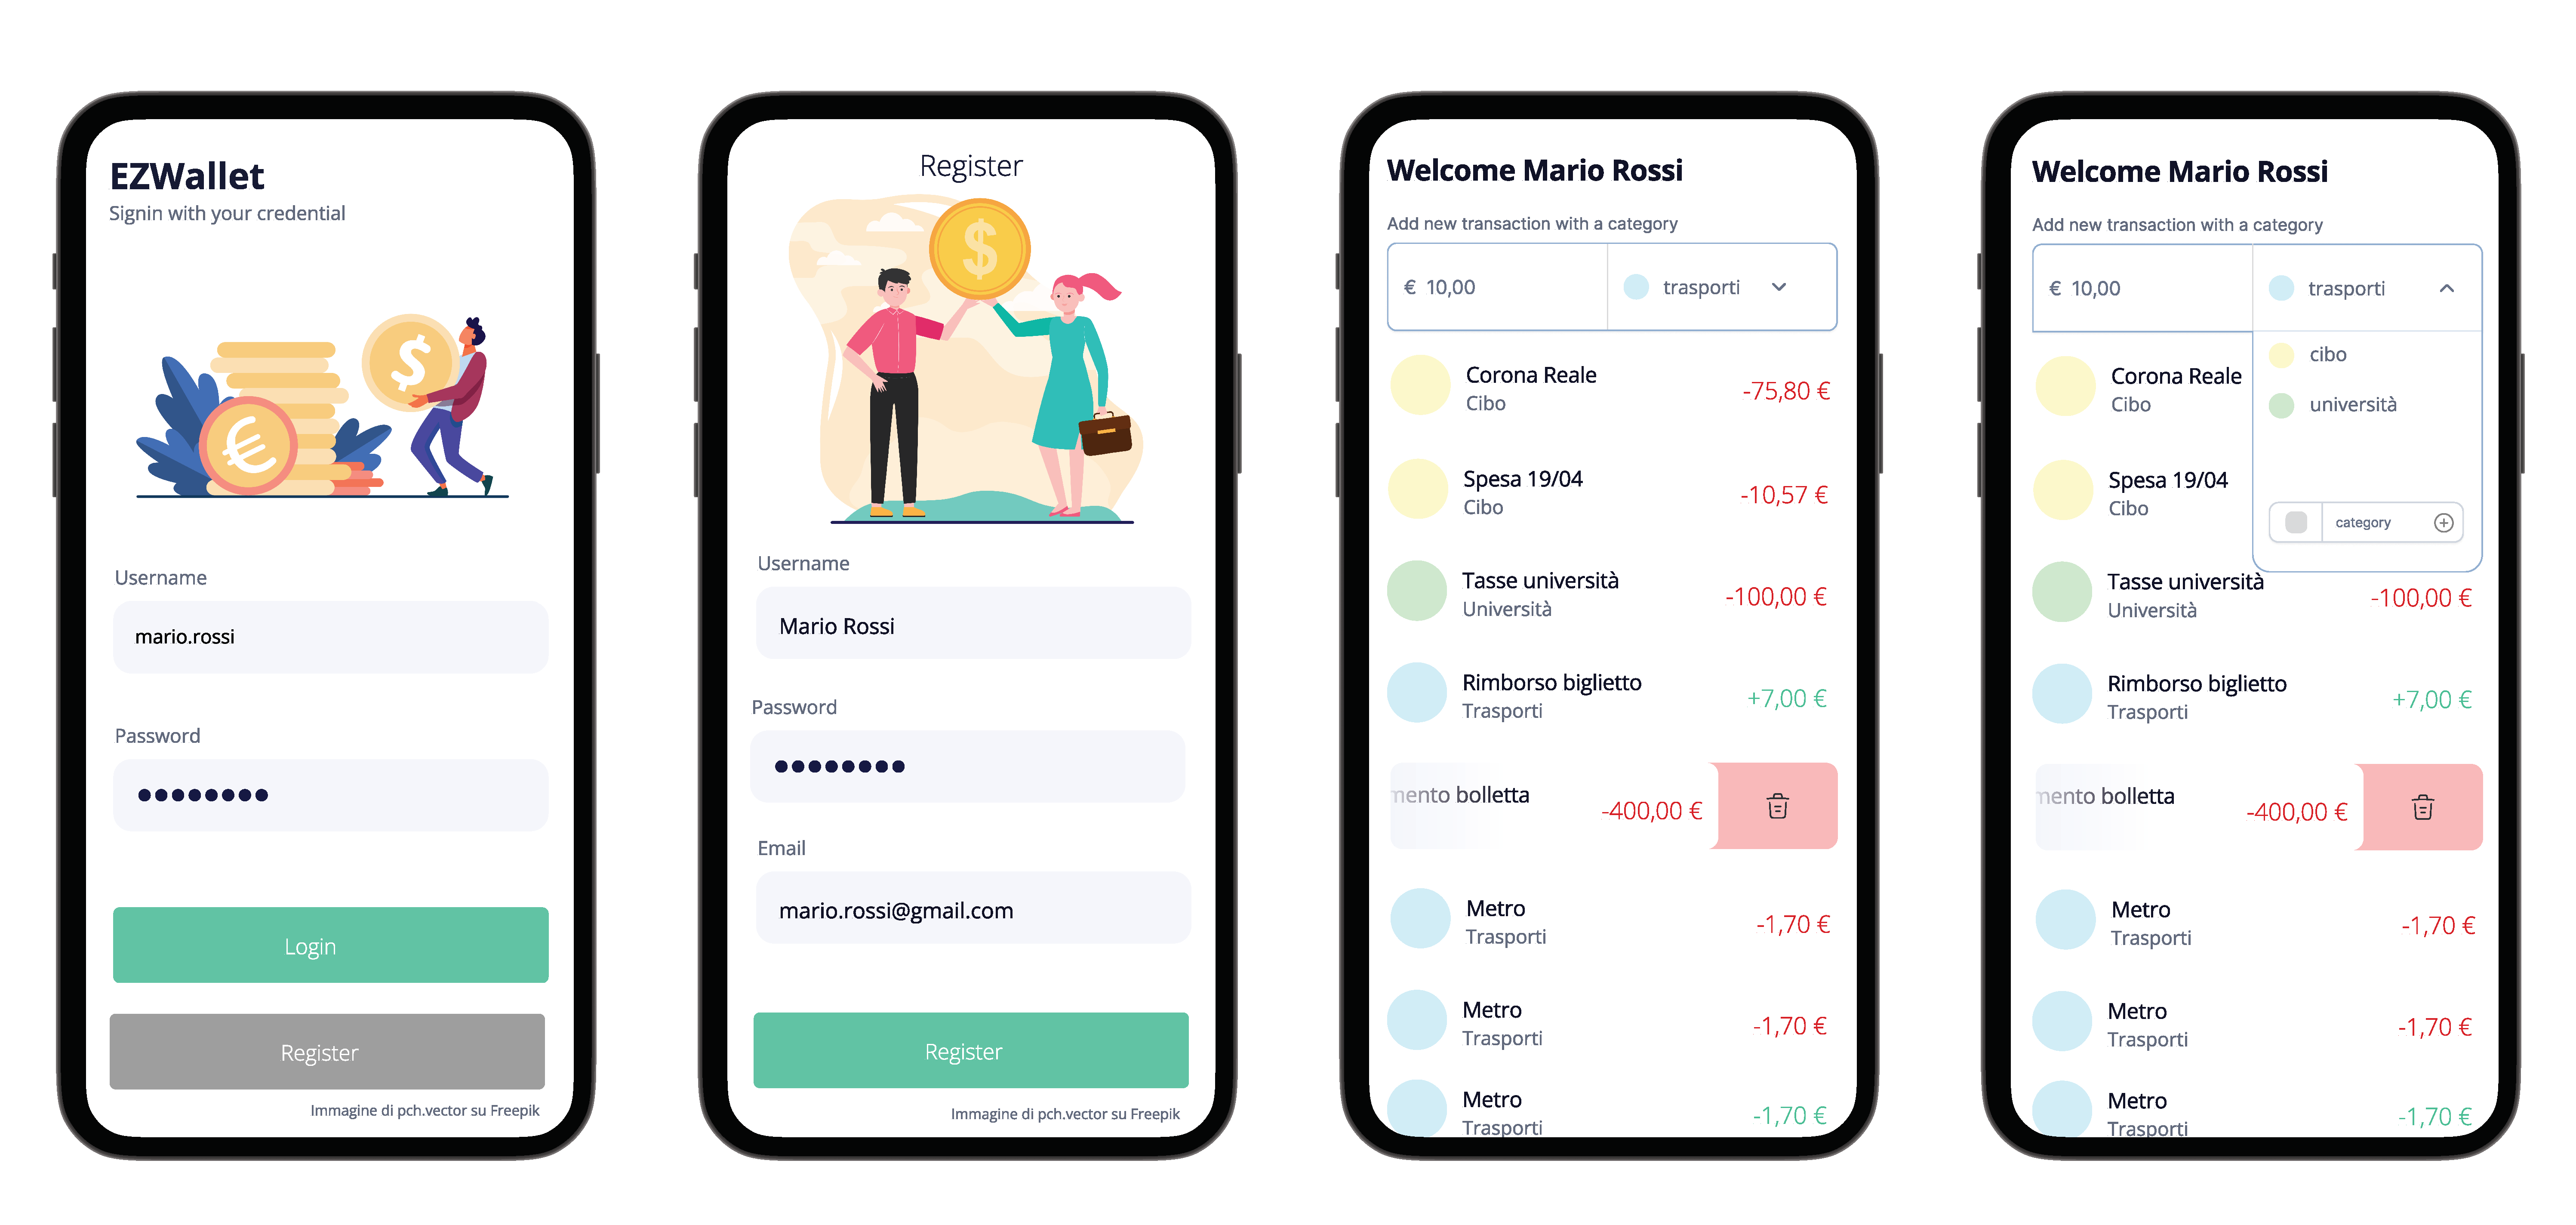 EZWallet
Signin with your credential
Username
mario.rossi
Password
Login
Register
Immagine di pch.vector su Freepik
Register
Username
Mario Rossi
Password
Email
mario.rossi@gmail.com
Register
Immagine di pch.vector su Freepik
Welcome Mario Rossi
Add new transaction with a category
€ 10,00 trasporti
Corona Reale
Cibo
-75,80 €
Spesa 19/04
Cibo
-10,57 €
Tasse università
Università
-100,00 €
Rimborso biglietto
Trasporti
+7,00 €
mento bolletta
-400,00 €
Metro
Trasporti
-1,70 €
Metro
Trasporti
-1,70 €
Metro
Trasporti
-1,70 €
Welcome Mario Rossi
Add new transaction with a category
€ 10,00 trasporti
cibo
università
category
Corona Reale
Cibo
Spesa 19/04
Cibo
Tasse università
Università
-100,00 €
Rimborso biglietto
Trasporti
+7,00 €
mento bolletta
-400,00 €
Metro
Trasporti
-1,70 €
Metro
Trasporti
-1,70 €
Metro
Trasporti
-1,70 €